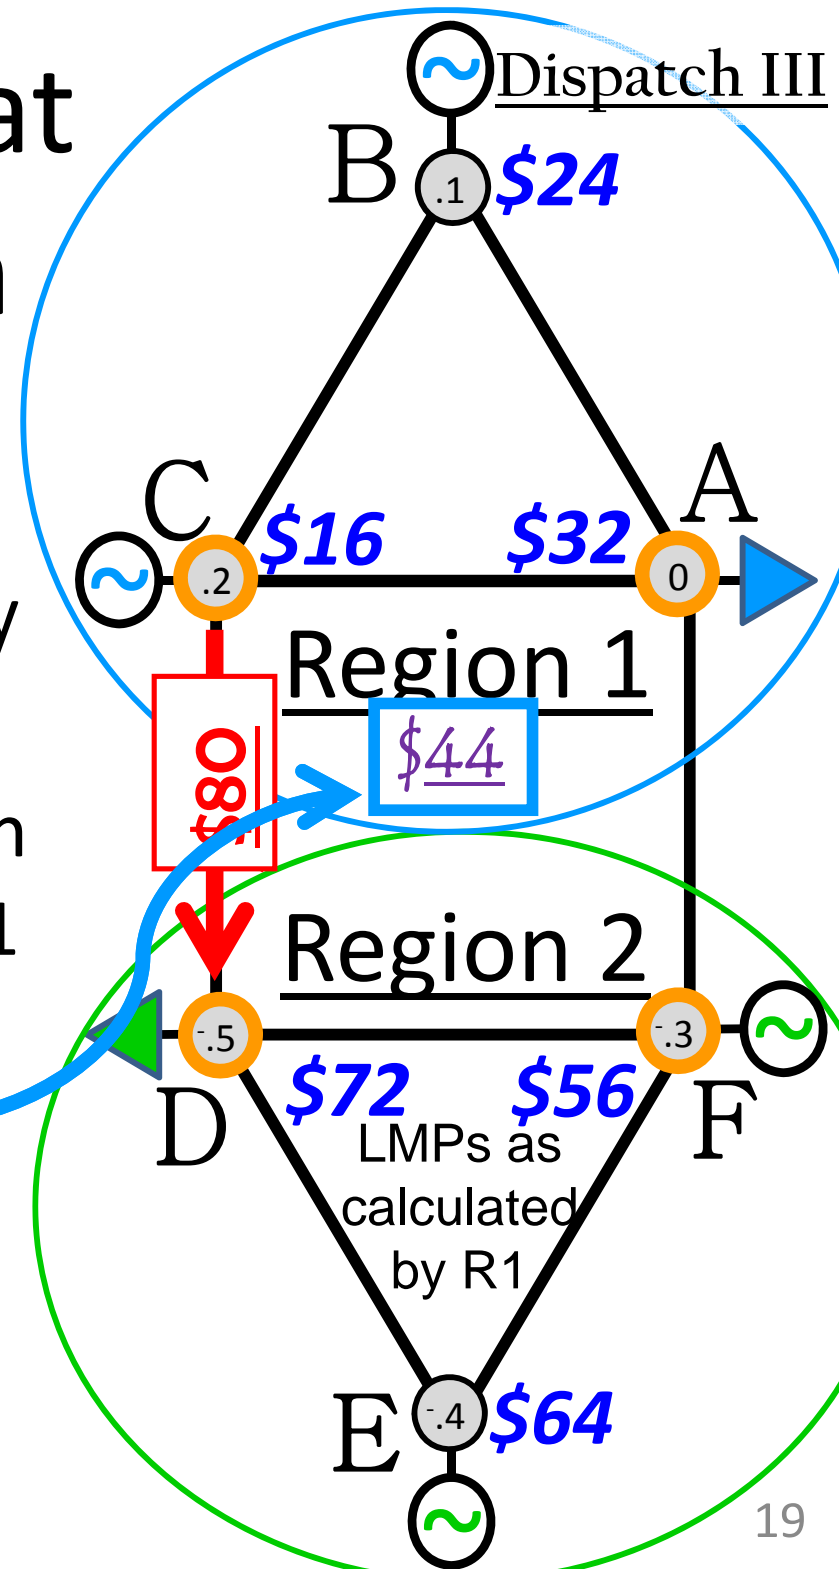 at
Dispatch III
B
.1
$24
C
A
$16
$32
.2
0
y
Region 1
$80
$44
n
1
Region 2
-.5
-.3
$72
$56
D
F
LMPs as
calculated
by R1
-.4
$64
E
19